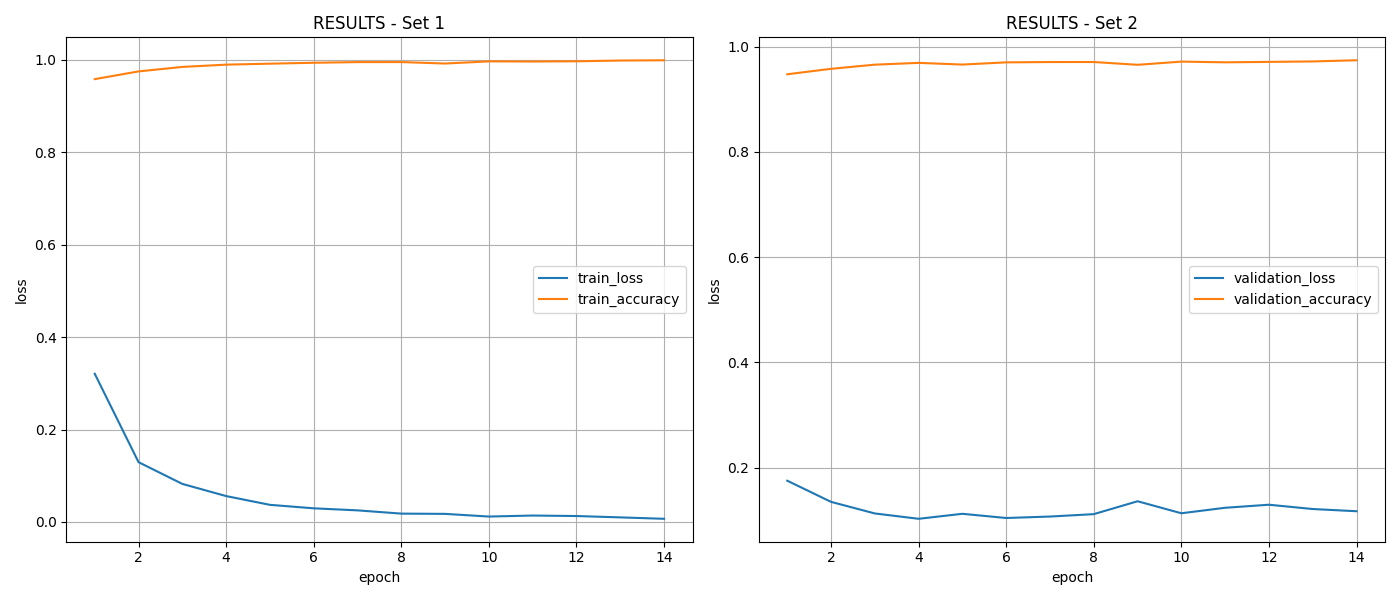 RESULTS - Set 1
1.0
0.8
0.6
0.4
0.2
0.0
loss
train_loss
train_accuracy
2 4 6 8 10 12 14
epoch
RESULTS - Set 2
1.0
0.8
0.6
0.4
0.2
loss
validation_loss
validation_accuracy
2 4 6 8 10 12 14
epoch